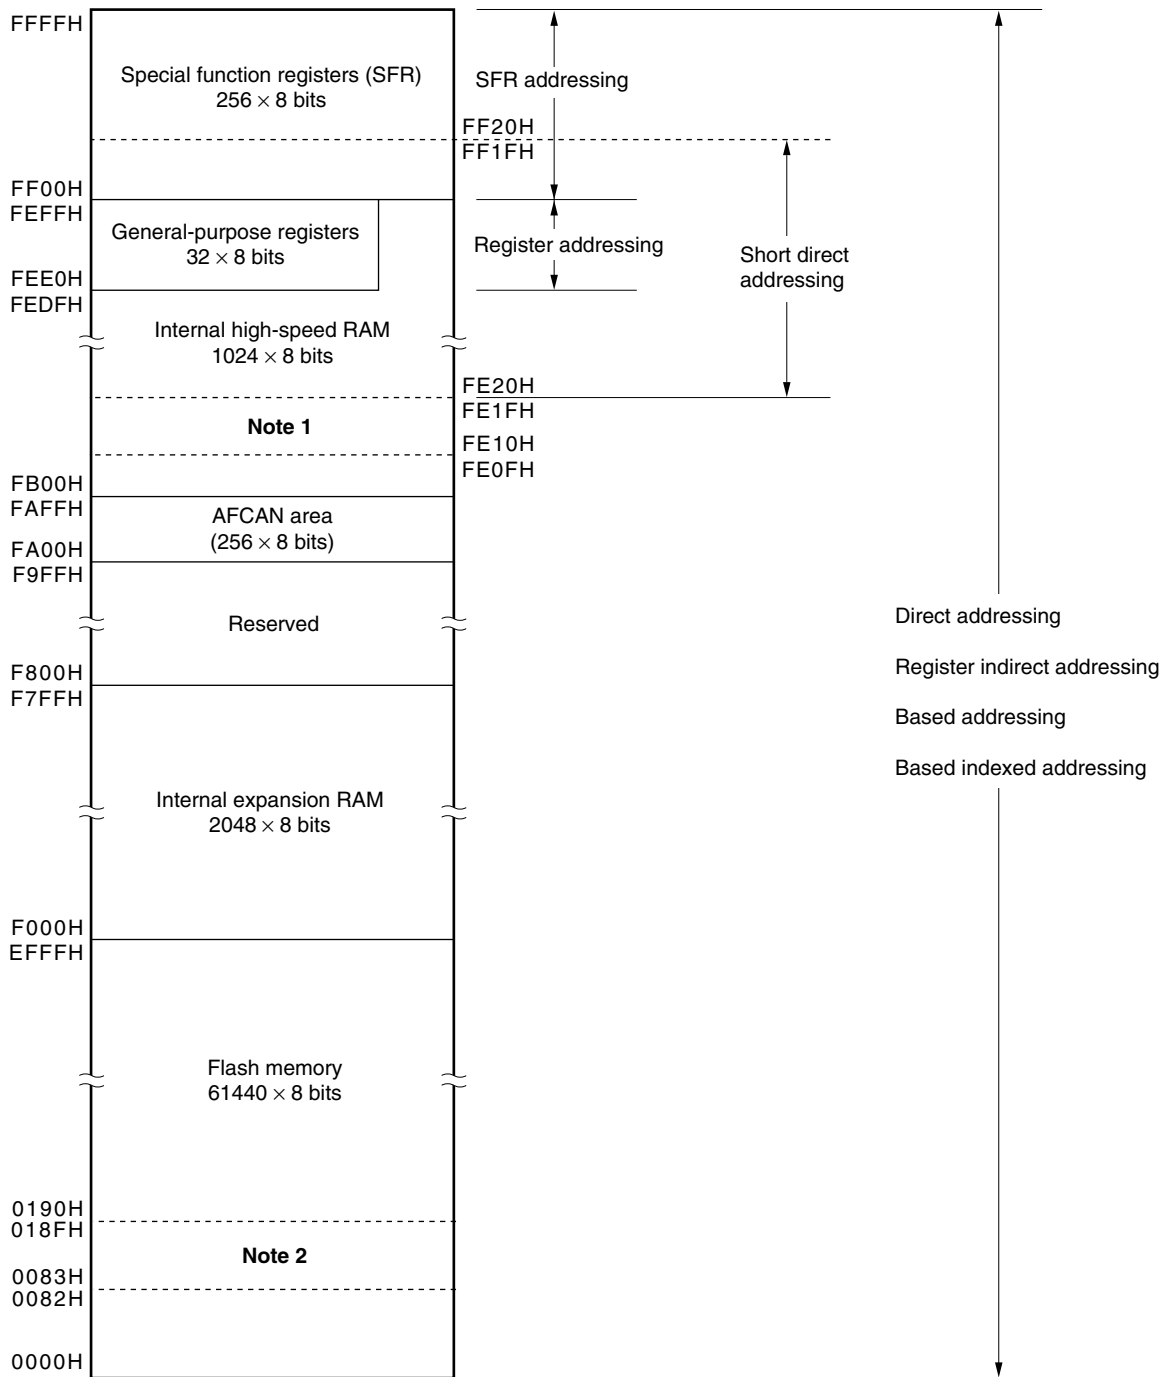 FFFFH
Special function registers (SFR)
256 × 8 bits
SFR addressing
FF20H
FF1FH
FF00H
FEFFH
General-purpose registers
32 × 8 bits
Register addressing
Short direct
addressing
FEE0H
FEDFH
Internal high-speed RAM
1024 × 8 bits
FE20H
FE1FH
Note 1
FE10H
FE0FH
FB00H
FAFFH
AFCAN area
(256 × 8 bits)
FA00H
F9FFH
Reserved
Direct addressing
Register indirect addressing
Based addressing
Based indexed addressing
F800H
F7FFH
Internal expansion RAM
2048 × 8 bits
F000H
EFFFH
Flash memory
61440 × 8 bits
0190H
018FH
Note 2
0083H
0082H
0000H